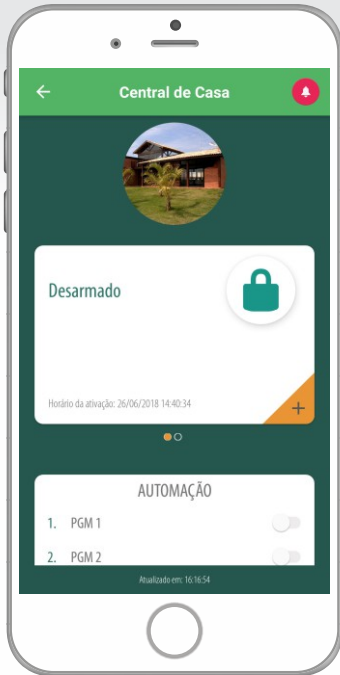 Central de Casa
Desarmado
Horário da ativação: 26/06/2018 14:40:34
+
AUTOMAÇÃO
1. PGM 1
2. PGM 2
Atualizado em: 16:16:54